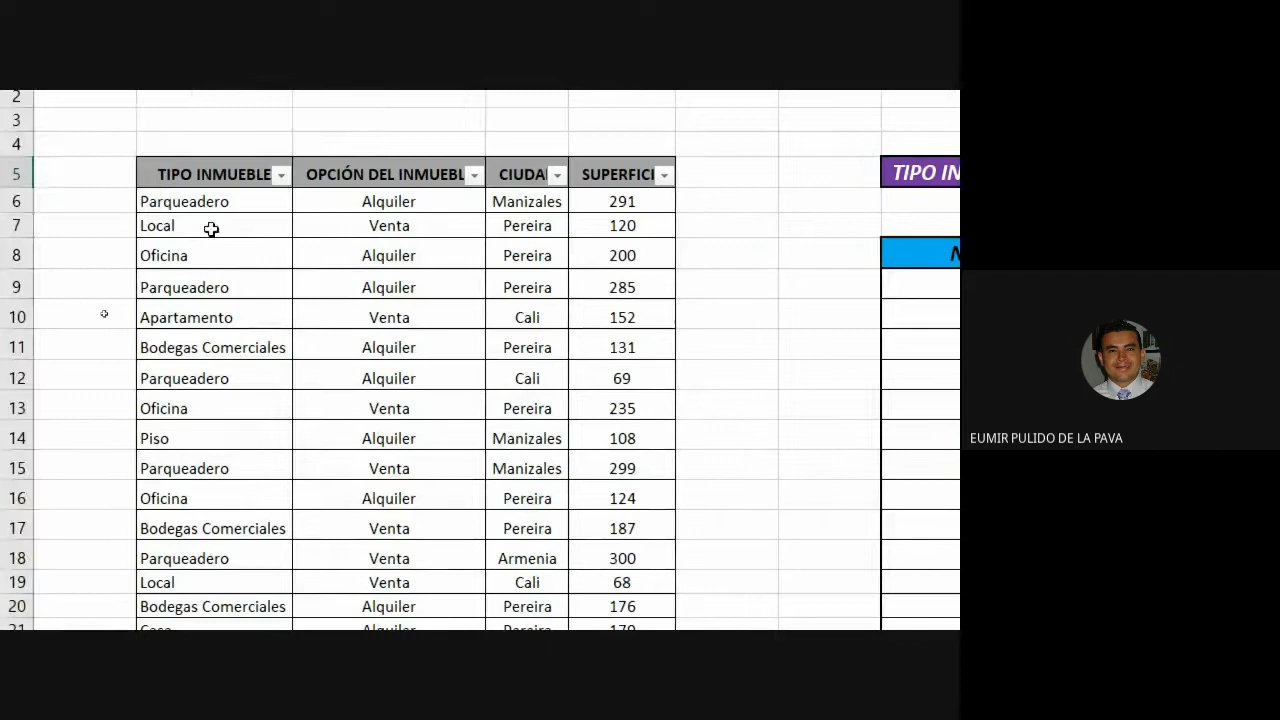 2
3
4
5 TIPO INMUEBLE OPCIÓN DEL INMUEBL CIUDA SUPERFICI TIPO IN
6 Parqueadero Alquiler Manizales 291
7 Local Venta Pereira 120
8 Oficina Alquiler Pereira 200 N
9 Parqueadero Alquiler Pereira 285
10 Apartamento Venta Cali 152
11 Bodegas Comerciales Alquiler Pereira 131
12 Parqueadero Alquiler Cali 69
13 Oficina Venta Pereira 235
14 Piso Alquiler Manizales 108
15 Parqueadero Venta Manizales 299
16 Oficina Alquiler Pereira 124
17 Bodegas Comerciales Venta Pereira 187
18 Parqueadero Venta Armenia 300
19 Local Venta Cali 68
20 Bodegas Comerciales Alquiler Pereira 176
21 Casa Alquiler Pereira 179
EUMIR PULIDO DE LA PAVA